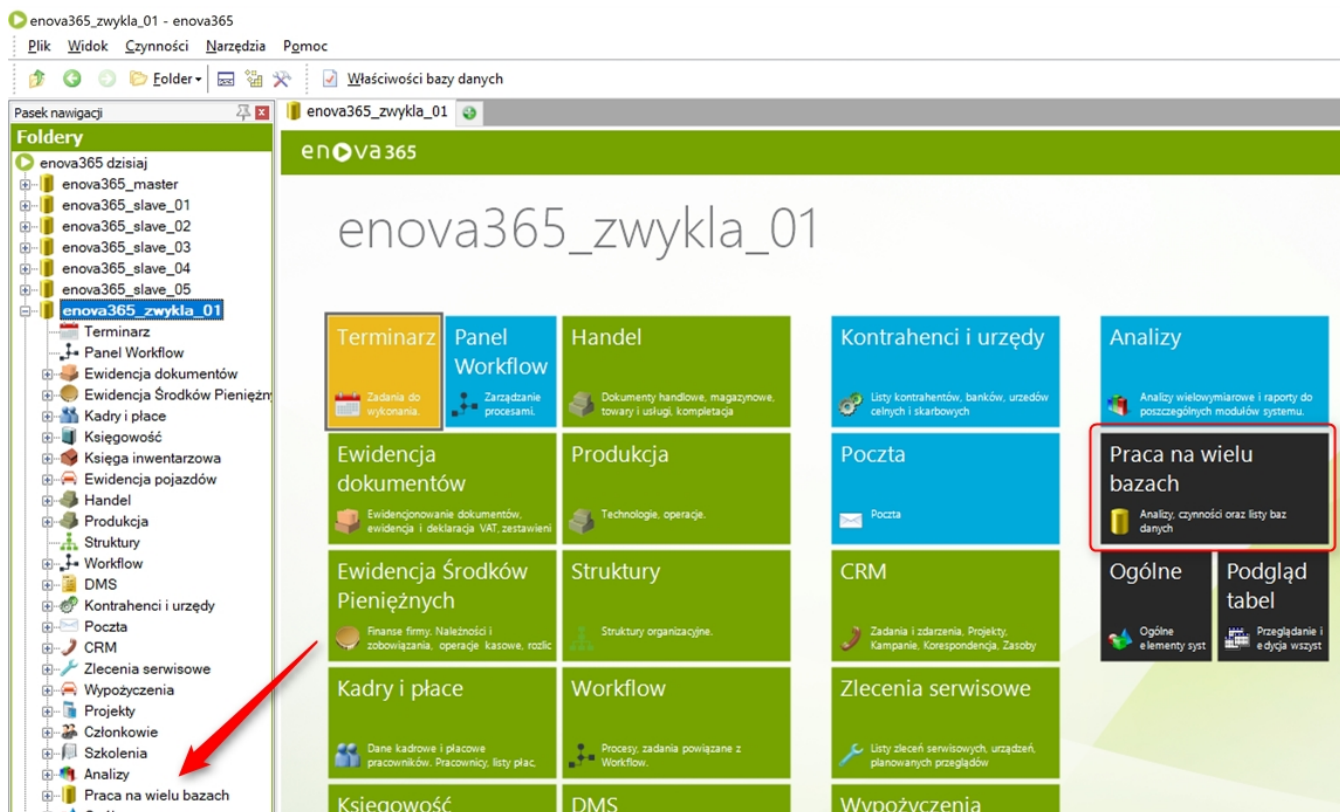 enova365_zwykla_01 - enova365
Plik Widok Czynności Narzędzia Pomoc
Folder Właściwości bazy danych
Pasek nawigacji
enova365_zwykla_01
Foldery
enova365 dzisiaj
enova365_master
enova365_slave_01
enova365_slave_02
enova365_slave_03
enova365_slave_04
enova365_slave_05
enova365_zwykla_01
Terminarz
Panel Workflow
Ewidencja dokumentów
Ewidencja Środków Pieniężn
Kadry i płace
Księgowość
Księga inwentarzowa
Ewidencja pojazdów
Handel
Produkcja
Struktury
Workflow
DMS
Kontrahenci i urzędy
Poczta
CRM
Zlecenia serwisowe
Wypożyczenia
Projekty
Członkowie
Szkolenia
Analizy
Praca na wielu bazach
enova365
enova365_zwykla_01
Terminarz
Zadania do
wykonania.
Panel
Workflow
Zarządzanie
procesami.
Handel
Dokumenty handlowe, magazynowe,
towary i usługi, kompletacja
Kontrahenci i urzędy
Listy kontrahentów, banków, urzędów
celnych i skarbowych
Analizy
Analizy wielowymiarowe i raporty do
poszczególnych modułów systemu.
Ewidencja
dokumentów
Ewidencjonowanie dokumentów,
ewidencja i deklaracja VAT, zestawieni
Produkcja
Technologie, operacje.
Poczta
Poczta
Praca na wielu
bazach
Analizy, czynności oraz listy baz
danych
Ewidencja Środków
Pieniężnych
Finanse firmy. Należności i
zobowiązania, operacje kasowe, rozlic
Struktury
Struktury organizacyjne.
CRM
Zadania i zdarzenia, Projekty,
Kampanie, Korespondencja, Zasoby
Ogólne
Ogólne
elementy syst
Podgląd
tabel
Przeglądanie i
edycja wszyst
Kadry i płace
Dane kadrowe i płacowe
pracowników. Pracownicy, listy płac,
Workflow
Procesy, zadania powiązane z
Workflow.
Zlecenia serwisowe
Listy zleceń serwisowych, urządzeń,
planowanych przeglądów
Księgowość
DMS
Wypożyczenia